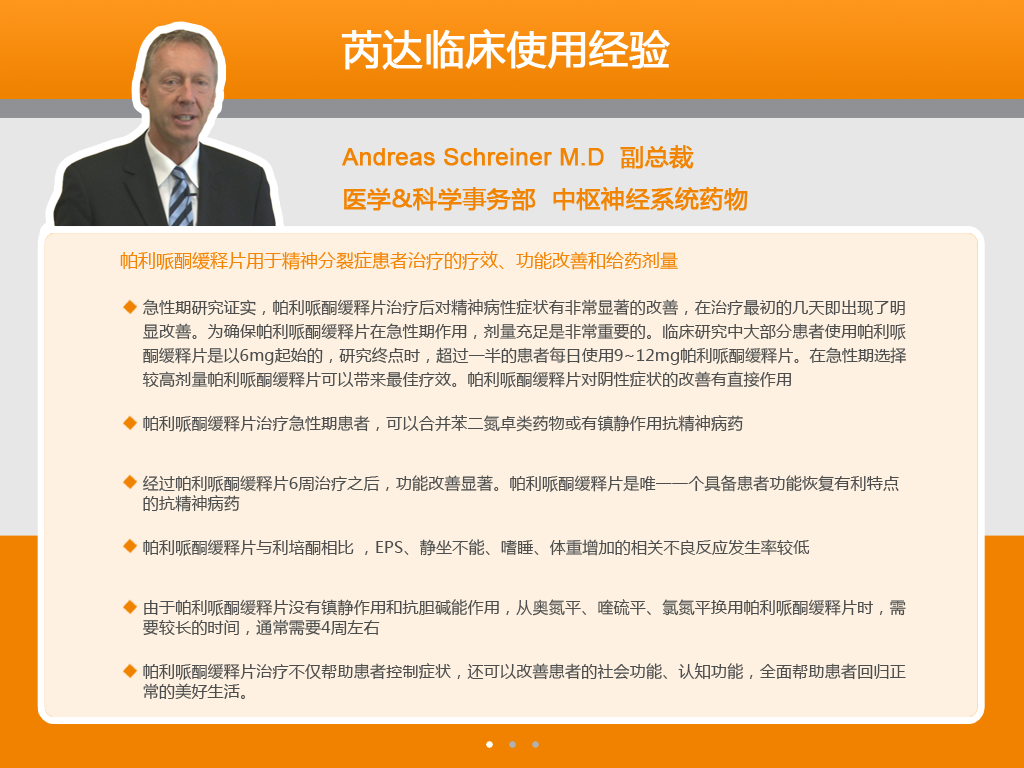 芮达临床使用经验
Andreas Schreiner M.D 副总裁
医学&科学事务部 中枢神经系统药物
帕利哌酮缓释片用于精神分裂症患者治疗的疗效、功能改善和给药剂量
急性期研究证实，帕利哌酮缓释片治疗后对精神病性症状有非常显著的改善，在治疗最初的几天即出现了明
显改善。为确保帕利哌酮缓释片在急性期作用，剂量充足是非常重要的。临床研究中大部分患者使用帕利哌
酮缓释片是以6mg起始的，研究终点时，超过一半的患者每日使用9~12mg帕利哌酮缓释片。在急性期选择
较高剂量帕利哌酮缓释片可以带来最佳疗效。帕利哌酮缓释片对阴性症状的改善有直接作用
帕利哌酮缓释片治疗急性期患者，可以合并苯二氮卓类药物或有镇静作用抗精神病药
经过帕利哌酮缓释片6周治疗之后，功能改善显著。帕利哌酮缓释片是唯一一个具备患者功能恢复有利特点
的抗精神病药
帕利哌酮缓释片与利培酮相比 ，EPS、静坐不能、嗜睡、体重增加的相关不良反应发生率较低
由于帕利哌酮缓释片没有镇静作用和抗胆碱能作用，从奥氮平、喹硫平、氯氮平换用帕利哌酮缓释片时，需
要较长的时间，通常需要4周左右
帕利哌酮缓释片治疗不仅帮助患者控制症状，还可以改善患者的社会功能、认知功能，全面帮助患者回归正
常的美好生活。